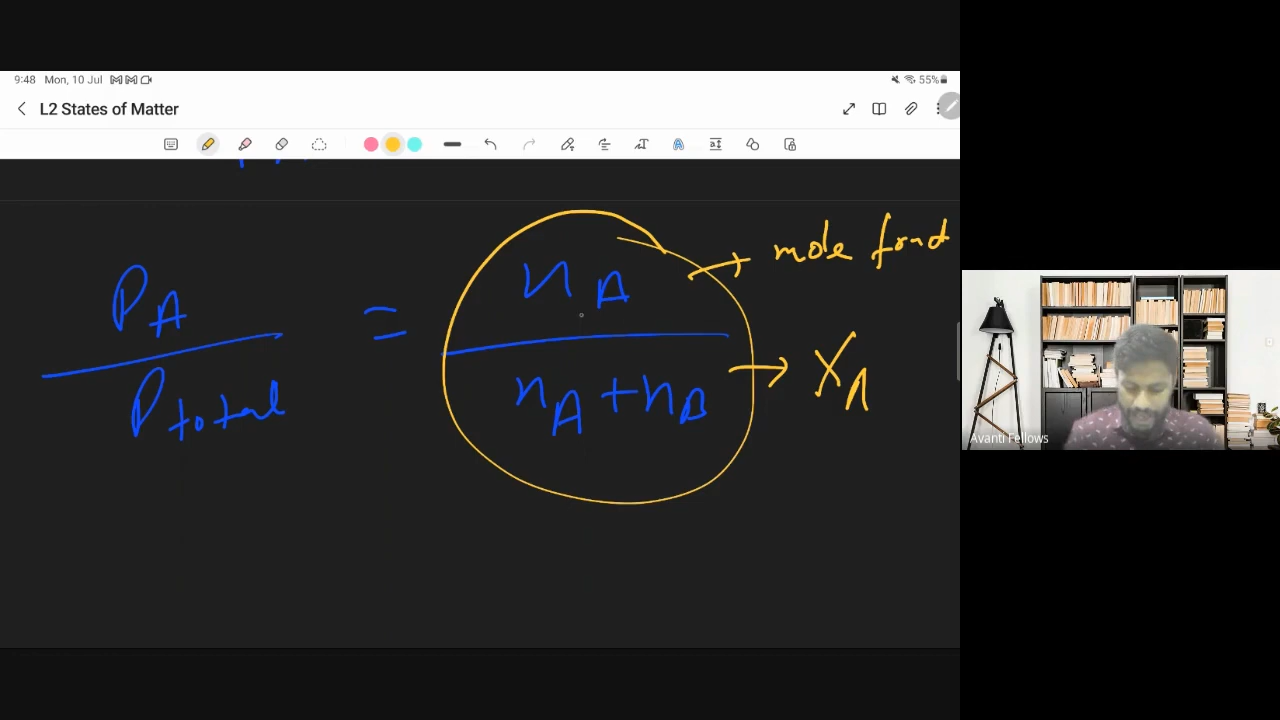 9:48 Mon, 10 Jul
55%
L2 States of Matter
P_A / P_total = n_A / n_A + n_B
→ mole fract
→ X_A
Avanti Fellows